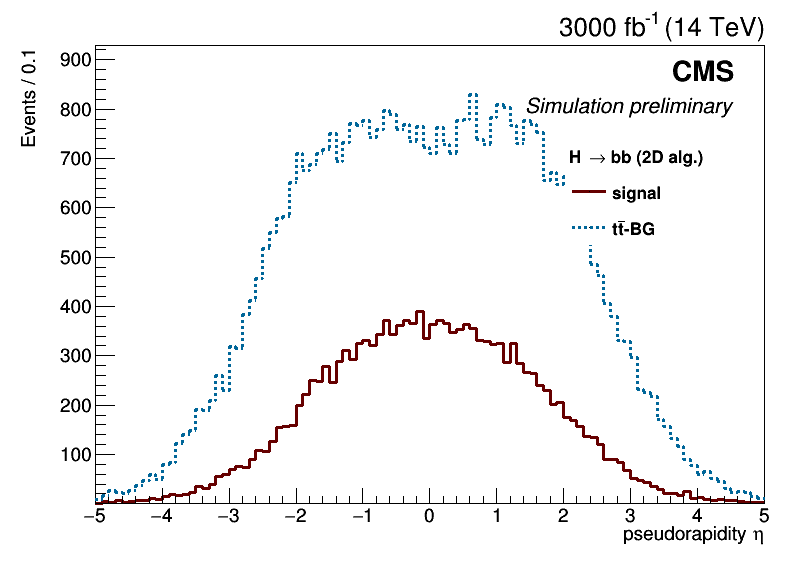 3000 fb⁻¹ (14 TeV)
Events / 0.1
CMS
Simulation preliminary
H → bb (2D alg.)
signal
tt̄-BG
900
800
700
600
500
400
300
200
100
−5 −4 −3 −2 −1 0 1 2 3 4 5
pseudorapidity η